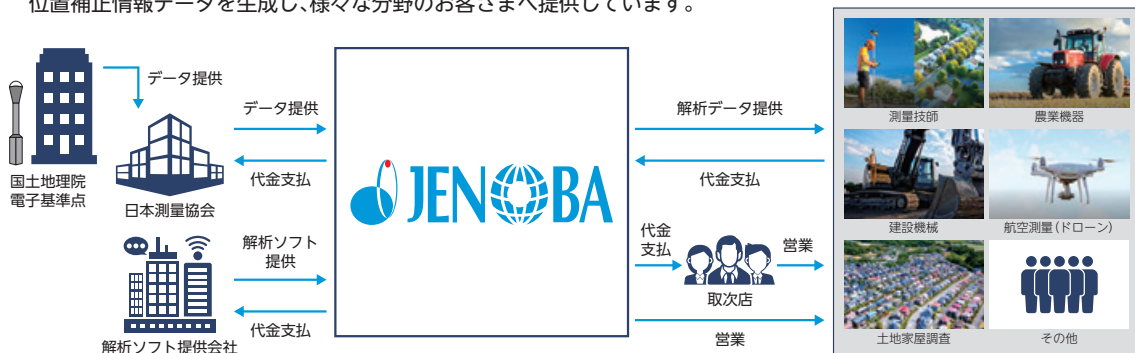 位置補正情報データを生成し、様々な分野のお客さまへ提供しています。
データ提供
国土地理院
電子基準点
日本測量協会
データ提供
代金支払
解析ソフト
提供
代金支払
解析ソフト提供会社
JENOBA
解析データ提供
代金支払
代金
支払
取次店
営業
営業
測量技師
農業機器
建設機械
航空測量（ドローン）
土地家屋調査
その他